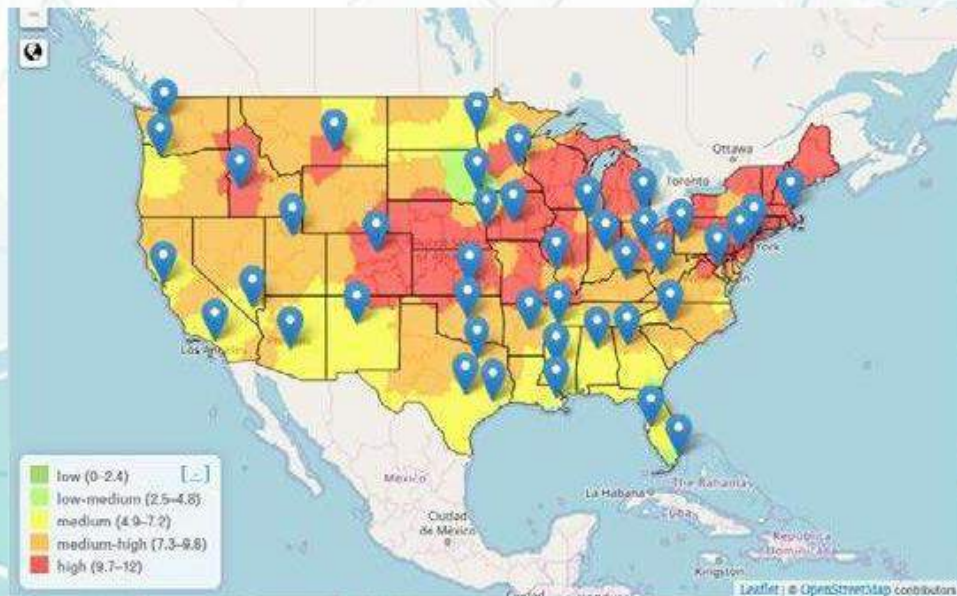 Ottawa
Toronto
Los Angeles
low (0–2.4)
[...]
low-medium (2.5–4.8)
medium (4.9–7.2)
medium-high (7.3–9.6)
high (9.7–12)
México
Ciudad
de México
La Habana
The Bahamas
Cuba
República
Dominicana
Kingston
Leaflet | © OpenStreetMap contributors